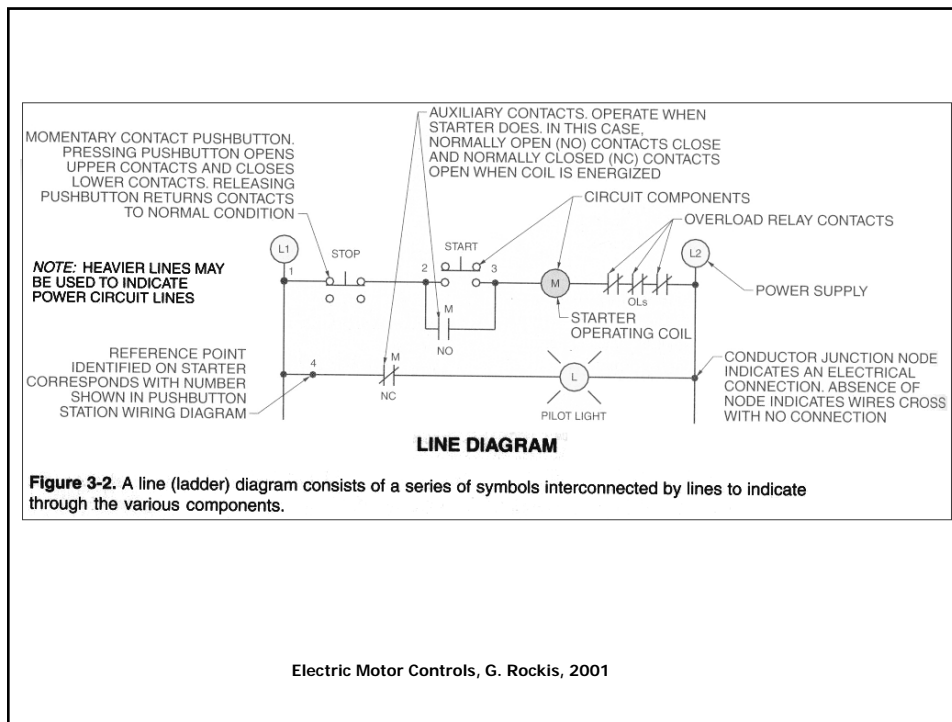 AUXILIARY CONTACTS. OPERATE WHEN
STARTER DOES. IN THIS CASE,
NORMALLY OPEN (NO) CONTACTS CLOSE
AND NORMALLY CLOSED (NC) CONTACTS
OPEN WHEN COIL IS ENERGIZED
MOMENTARY CONTACT PUSHBUTTON.
PRESSING PUSHBUTTON OPENS
UPPER CONTACTS AND CLOSES
LOWER CONTACTS. RELEASING
PUSHBUTTON RETURNS CONTACTS
TO NORMAL CONDITION
CIRCUIT COMPONENTS
OVERLOAD RELAY CONTACTS
L1
STOP
START
L2
1
2
3
NOTE: HEAVIER LINES MAY
BE USED TO INDICATE
POWER CIRCUIT LINES
M
OLs
POWER SUPPLY
M
NO
STARTER
OPERATING COIL
REFERENCE POINT
IDENTIFIED ON STARTER
CORRESPONDS WITH NUMBER
SHOWN IN PUSHBUTTON
STATION WIRING DIAGRAM
4
M
NC
L
PILOT LIGHT
CONDUCTOR JUNCTION NODE
INDICATES AN ELECTRICAL
CONNECTION. ABSENCE OF
NODE INDICATES WIRES CROSS
WITH NO CONNECTION
LINE DIAGRAM
Figure 3-2. A line (ladder) diagram consists of a series of symbols interconnected by lines to indicate
through the various components.
Electric Motor Controls, G. Rockis, 2001